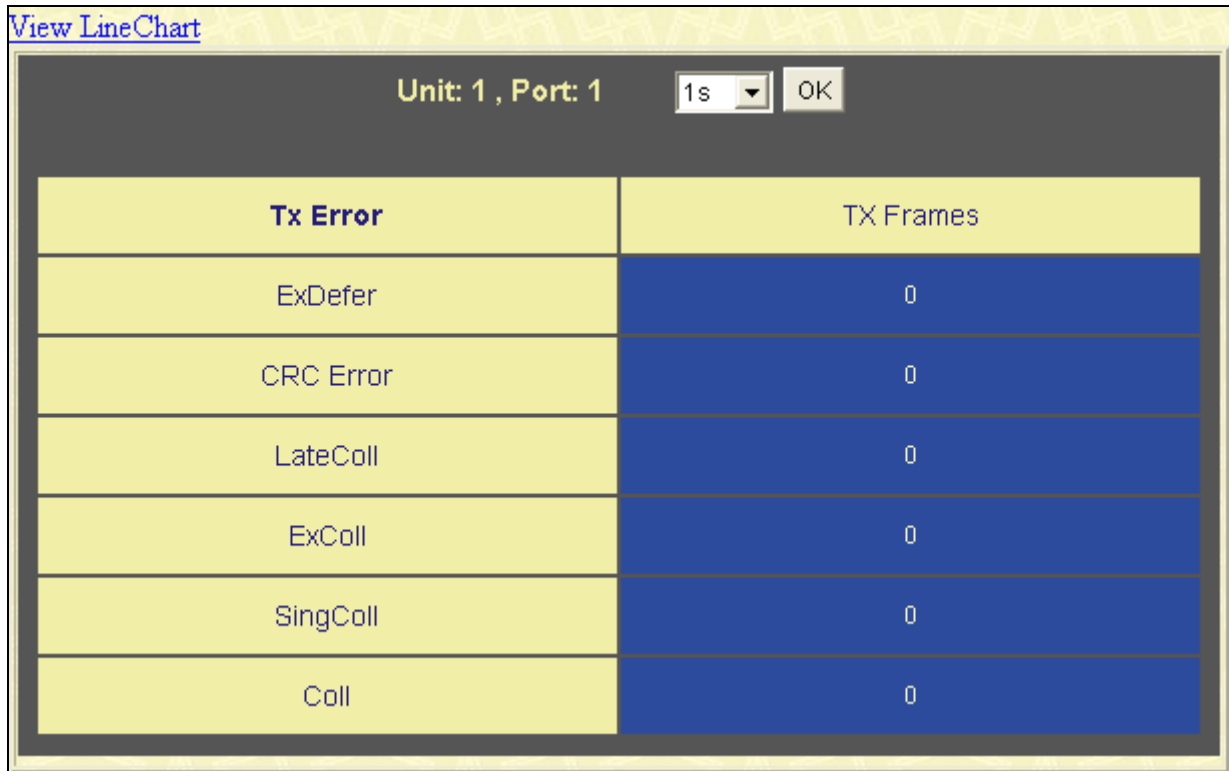 View LineChart
Unit: 1 , Port: 1 1s OK
Tx Error TX Frames
ExDefer 0
CRC Error 0
LateColl 0
ExColl 0
SingColl 0
Coll 0